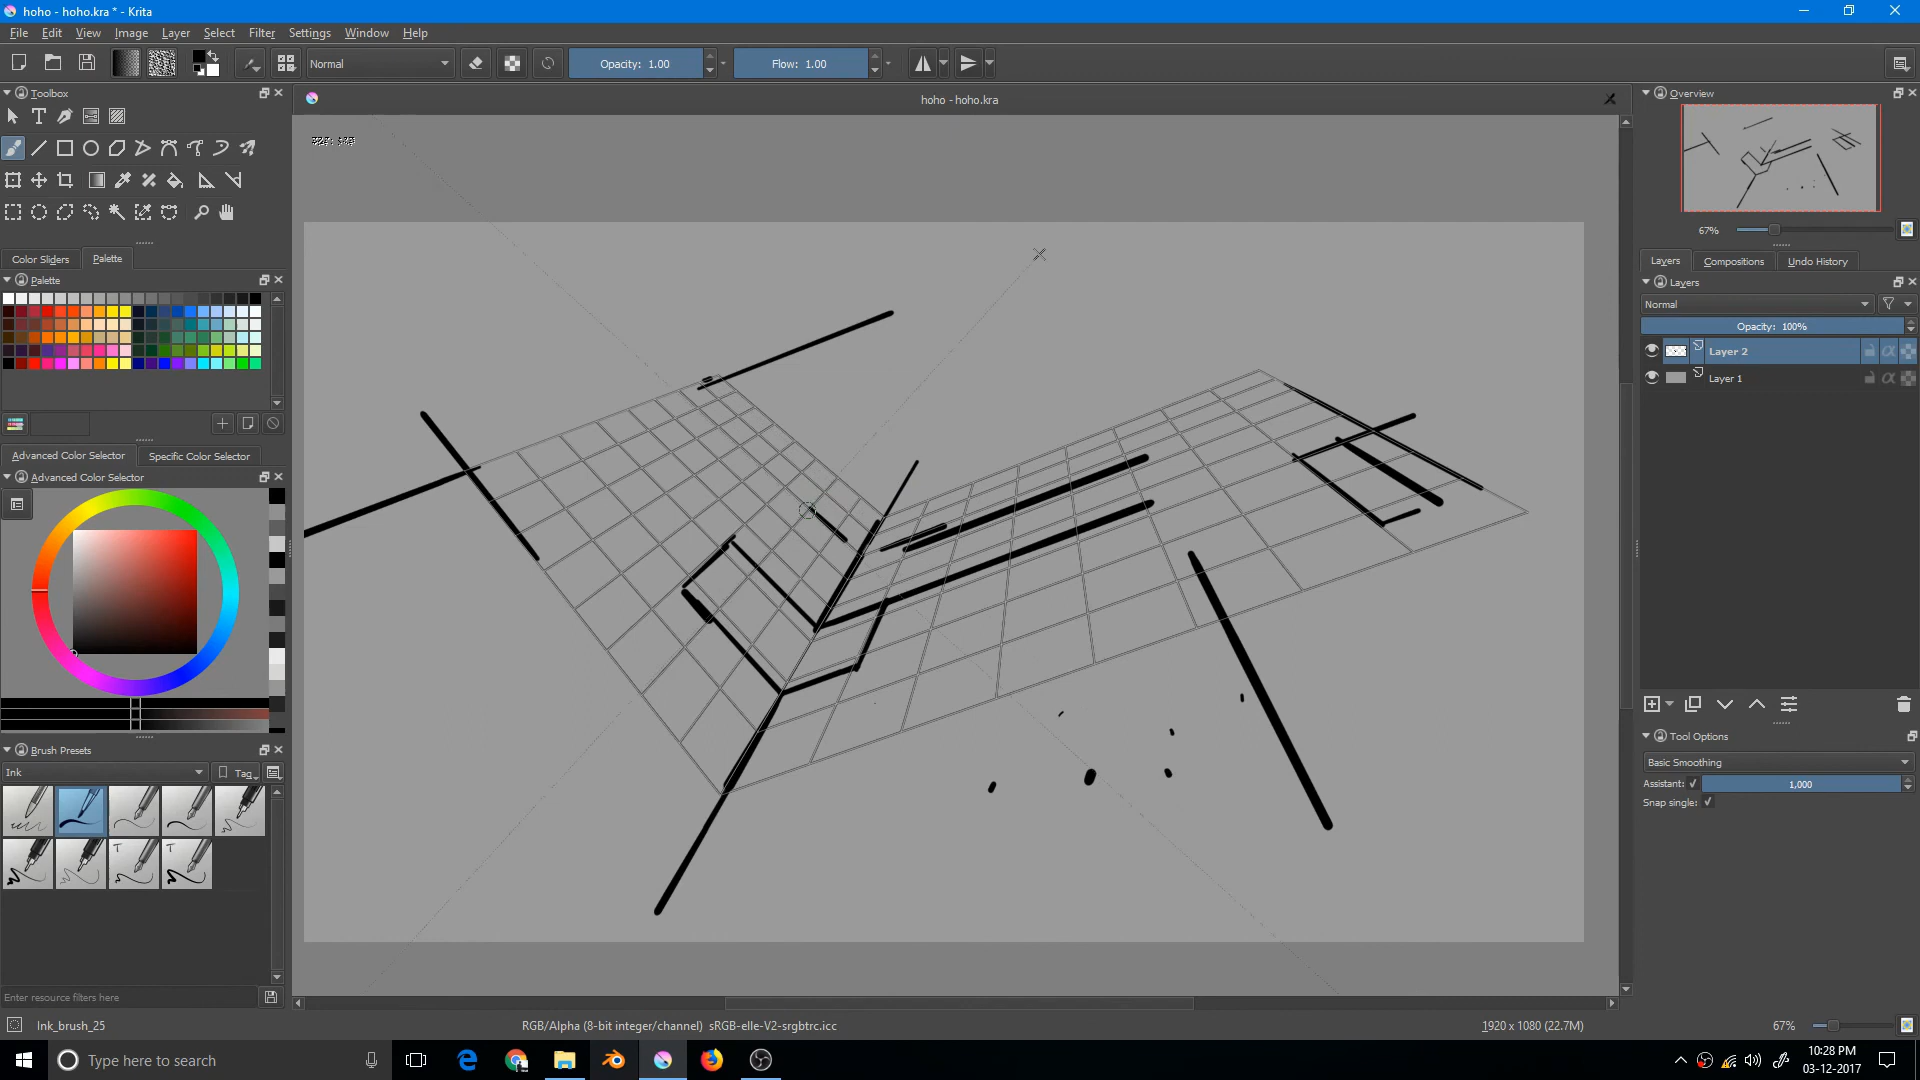 hoho - hoho.kra * - Krita
File Edit View Image Layer Select Filter Settings Window Help
Normal Opacity: 1.00 Flow: 1.00
Toolbox
hoho - hoho.kra
Overview
67%
Color Sliders Palette
Palette
Layers Compositions Undo History
Layers
Normal
Opacity: 100%
Layer 2
Layer 1
Advanced Color Selector Specific Color Selector
Advanced Color Selector
Tool Options
Basic Smoothing
Assistant: 1,000
Snap single:
Brush Presets
Ink Tag
T T
Enter resource filters here
Ink_brush_25 RGB/Alpha (8-bit integer/channel) sRGB-elle-V2-srgbtrc.icc 1920 x 1080 (22.7M) 67%
Type here to search
10:28 PM
03-12-2017